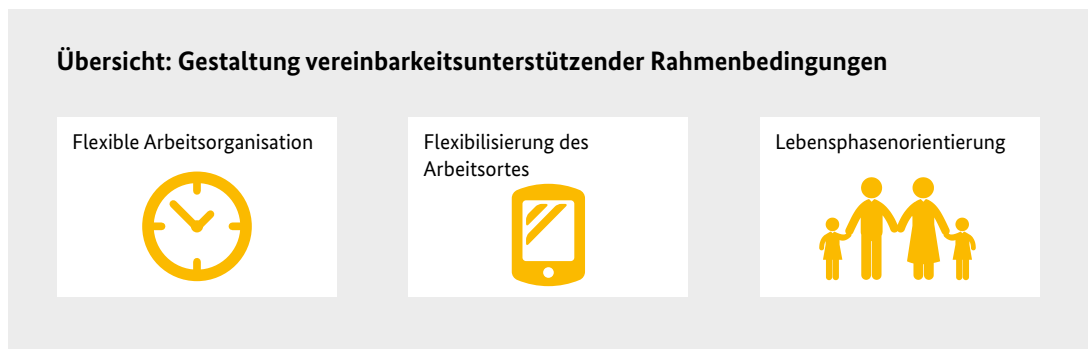 Übersicht: Gestaltung vereinbarkeitsunterstützender Rahmenbedingungen
Flexible Arbeitsorganisation
Flexibilisierung des
Arbeitsortes
Lebensphasenorientierung